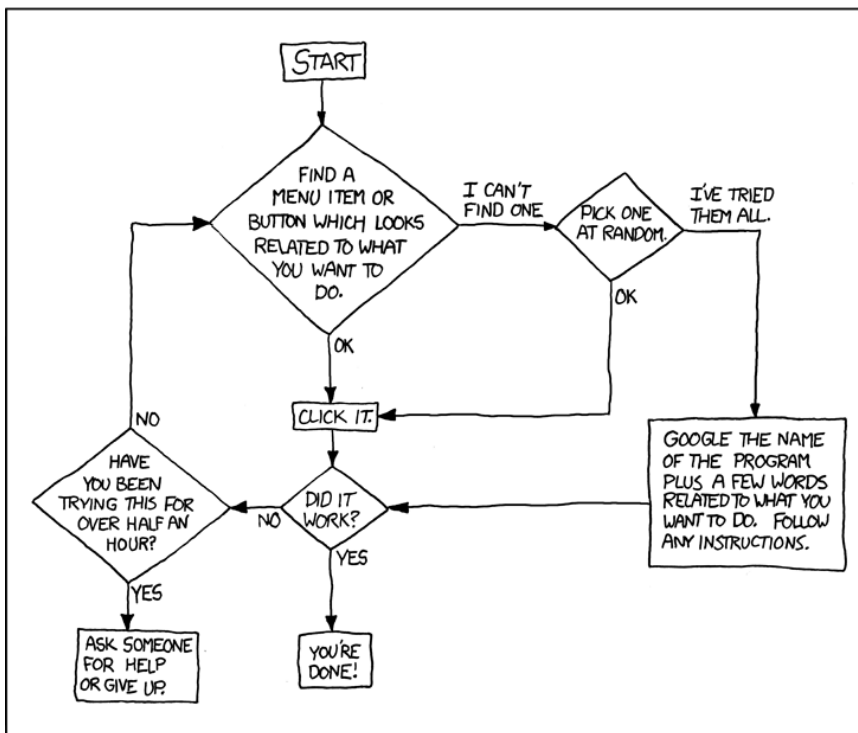 START
FIND A
MENU ITEM OR
BUTTON WHICH LOOKS
RELATED TO WHAT
YOU WANT TO
DO.
I CAN'T
FIND ONE
PICK ONE
AT RANDOM.
I'VE TRIED
THEM ALL.
OK
OK
CLICK IT.
NO
HAVE
YOU BEEN
TRYING THIS FOR
OVER HALF AN
HOUR?
NO
DID IT
WORK?
GOOGLE THE NAME
OF THE PROGRAM
PLUS A FEW WORDS
RELATED TO WHAT YOU
WANT TO DO. FOLLOW
ANY INSTRUCTIONS.
YES
YES
ASK SOMEONE
FOR HELP
OR GIVE UP.
YOU'RE
DONE!